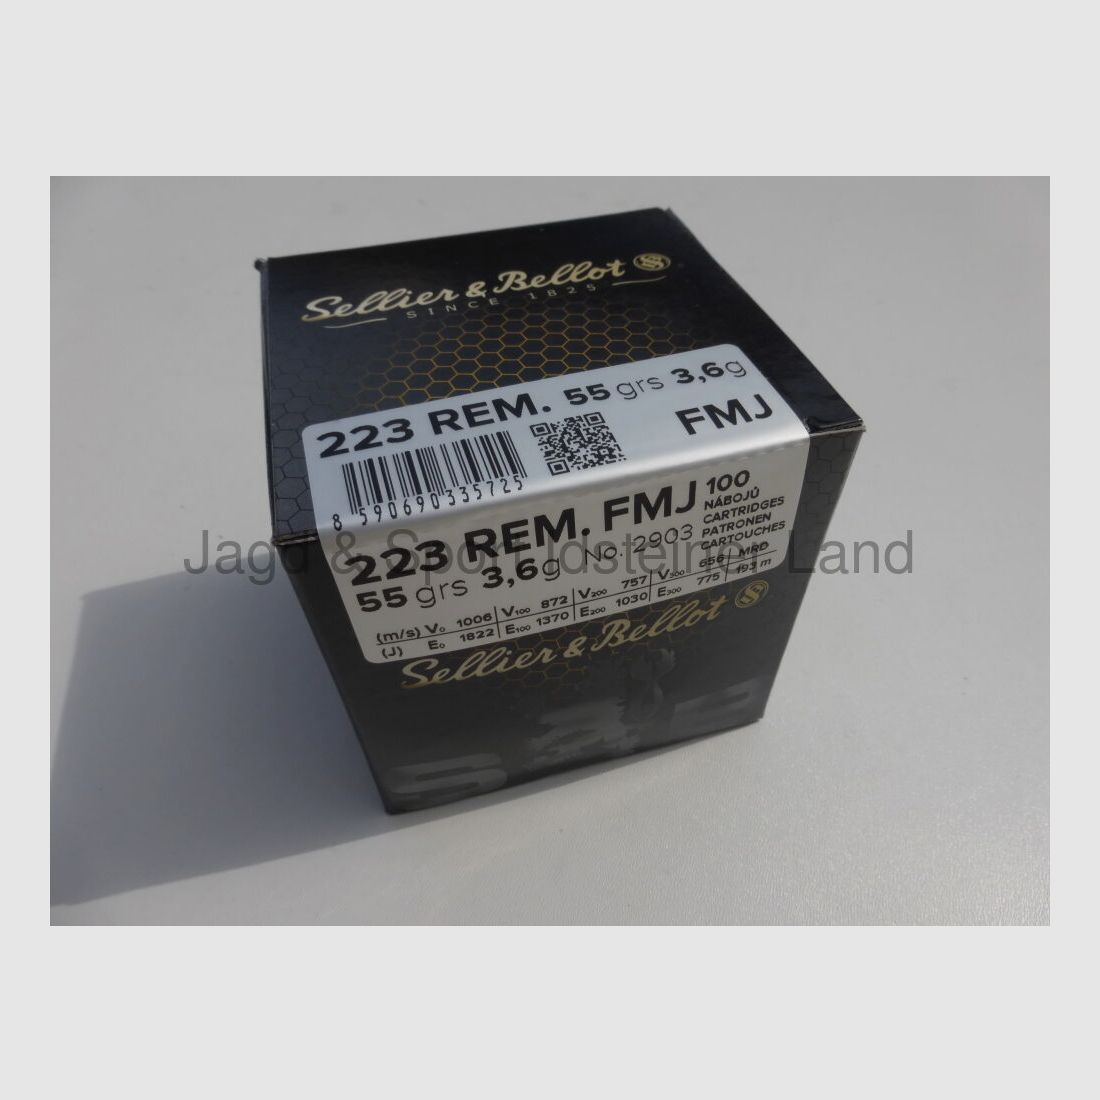 Sellier & Bellot
SINCE 1825
223 REM. 55 grs 3,6g
FMJ
8 590690 335725
223 REM. FMJ 100
NÁBOJŮ
CARTRIDGES
PATRONEN
CARTOUCHES
55 grs 3,6g No. 2903
(m/s) V₀ 1006 V₁₀₀ 872 V₂₀₀ 757 V₃₀₀ 656 MRD
(J) E₀ 1822 E₁₀₀ 1370 E₂₀₀ 1030 E₃₀₀ 775 193 m
Sellier & Bellot
S&B
Jagd & Sport Idsteiner Land